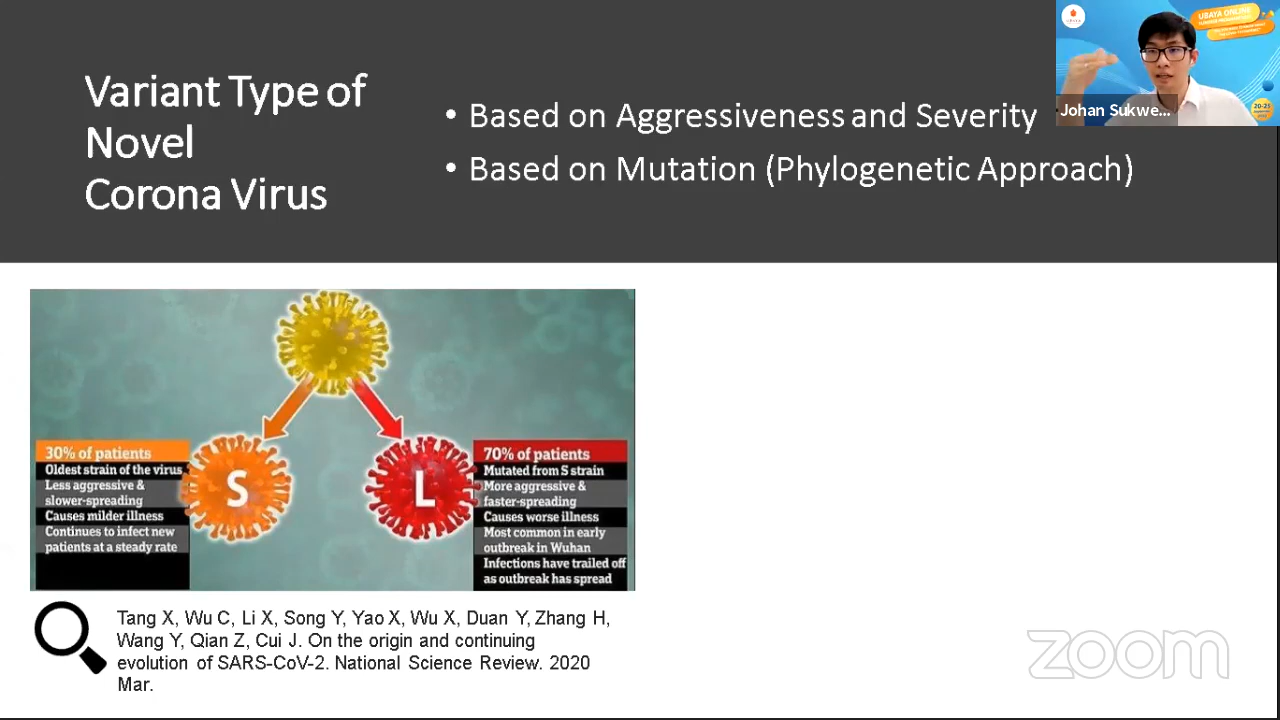 Variant Type of
Novel
Corona Virus
• Based on Aggressiveness and Severity
• Based on Mutation (Phylogenetic Approach)
UBAYA ONLINE
Johan Sukwe...
20-25
30% of patients
Oldest strain of the virus
Less aggressive &
slower-spreading
Causes milder illness
Continues to infect new
patients at a steady rate
S
L
70% of patients
Mutated from S strain
More aggressive &
faster-spreading
Causes worse illness
Most common in early
outbreak in Wuhan
Infections have trailed off
as outbreak has spread
Tang X, Wu C, Li X, Song Y, Yao X, Wu X, Duan Y, Zhang H,
Wang Y, Qian Z, Cui J. On the origin and continuing
evolution of SARS-CoV-2. National Science Review. 2020
Mar.
zoom